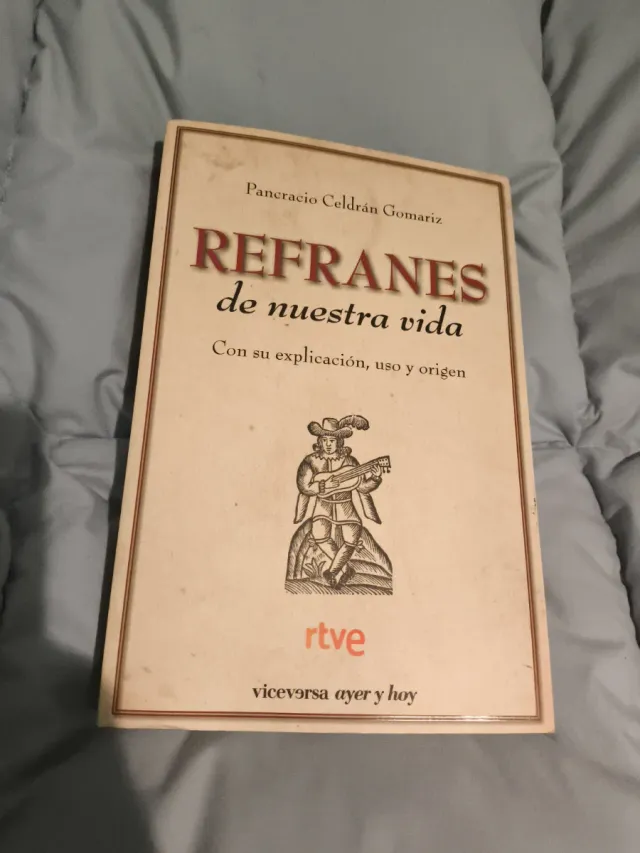 Pancracio Celdrán Gomariz
REFRANES
de nuestra vida
Con su explicación, uso y origen
rtve
viceversa ayer y hoy